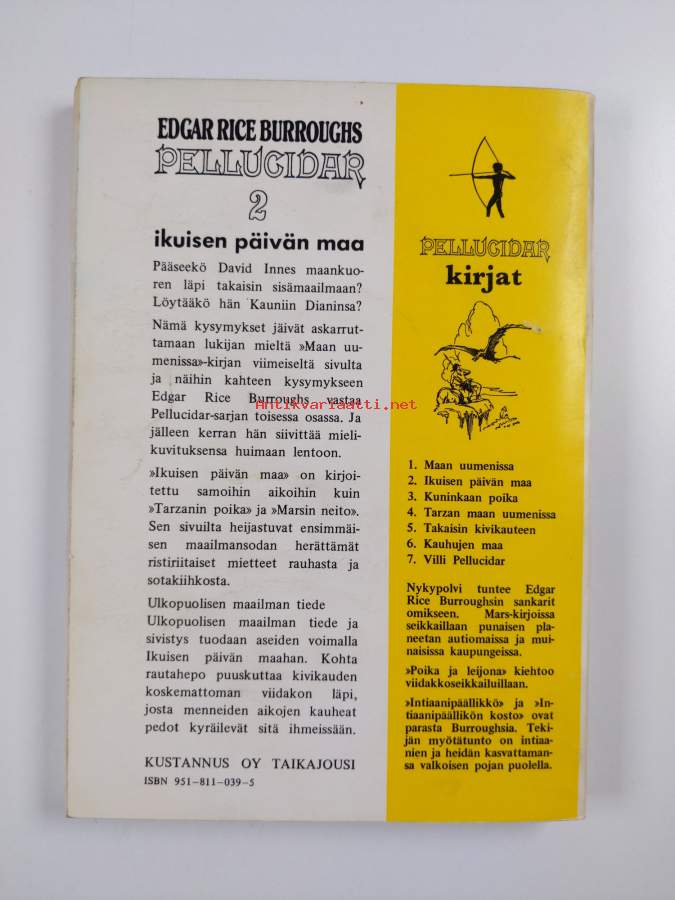 EDGAR RICE BURROUGHS
PELLUCIDAR
2
ikuisen päivän maa
Pääseekö David Innes maankuo-
ren läpi takaisin sisämaailmaan?
Löytääkö hän Kauniin Dianinsa?
Nämä kysymykset jäivät askarrut-
tamaan lukijan mieltä »Maan uu-
menissa»-kirjan viimeiseltä sivulta
ja näihin kahteen kysymykseen
Edgar Rice Burroughs vastaa
Pellucidar-sarjan toisessa osassa. Ja
jälleen kerran hän siivittää mieli-
kuvituksensa huimaan lentoon.
»Ikuisen päivän maa» on kirjoi-
tettu samoihin aikoihin kuin
»Tarzanin poika» ja »Marsin neito».
Sen sivuilta heijastuvat ensimmäi-
sen maailmansodan herättämät
ristiriitaiset mietteet rauhasta ja
sotakiihkosta.
Ulkopuolisen maailman tiede
Ulkopuolisen maailman tiede ja
sivistys tuodaan aseiden voimalla
Ikuisen päivän maahan. Kohta
rautahepo puuskuttaa kivikauden
koskemattoman viidakon läpi,
josta menneiden aikojen kauheat
pedot kyräilevät sitä ihmeissään.
KUSTANNUS OY TAIKAJOUSI
ISBN 951-811-039-5
PELLUCIDAR
kirjat
1. Maan uumenissa
2. Ikuisen päivän maa
3. Kuninkaan poika
4. Tarzan maan uumenissa
5. Takaisin kivikauteen
6. Kauhujen maa
7. Villi Pellucidar
Nykypolvi tuntee Edgar
Rice Burroughsin sankarit
omikseen. Mars-kirjoissa
seikkaillaan punaisen pla-
neetan autiomaissa ja mui-
naisissa kaupungeissa.
»Poika ja leijona» kiehtoo
viidakkoseikkailuillaan.
»Intiaanipäällikkö» ja »In-
tiaanipäällikön kosto» ovat
parasta Burroughsia. Teki-
jän myötätunto on intiaa-
nien ja heidän kasvattaman-
sa valkoisen pojan puolella.
Antikvariaatti.net